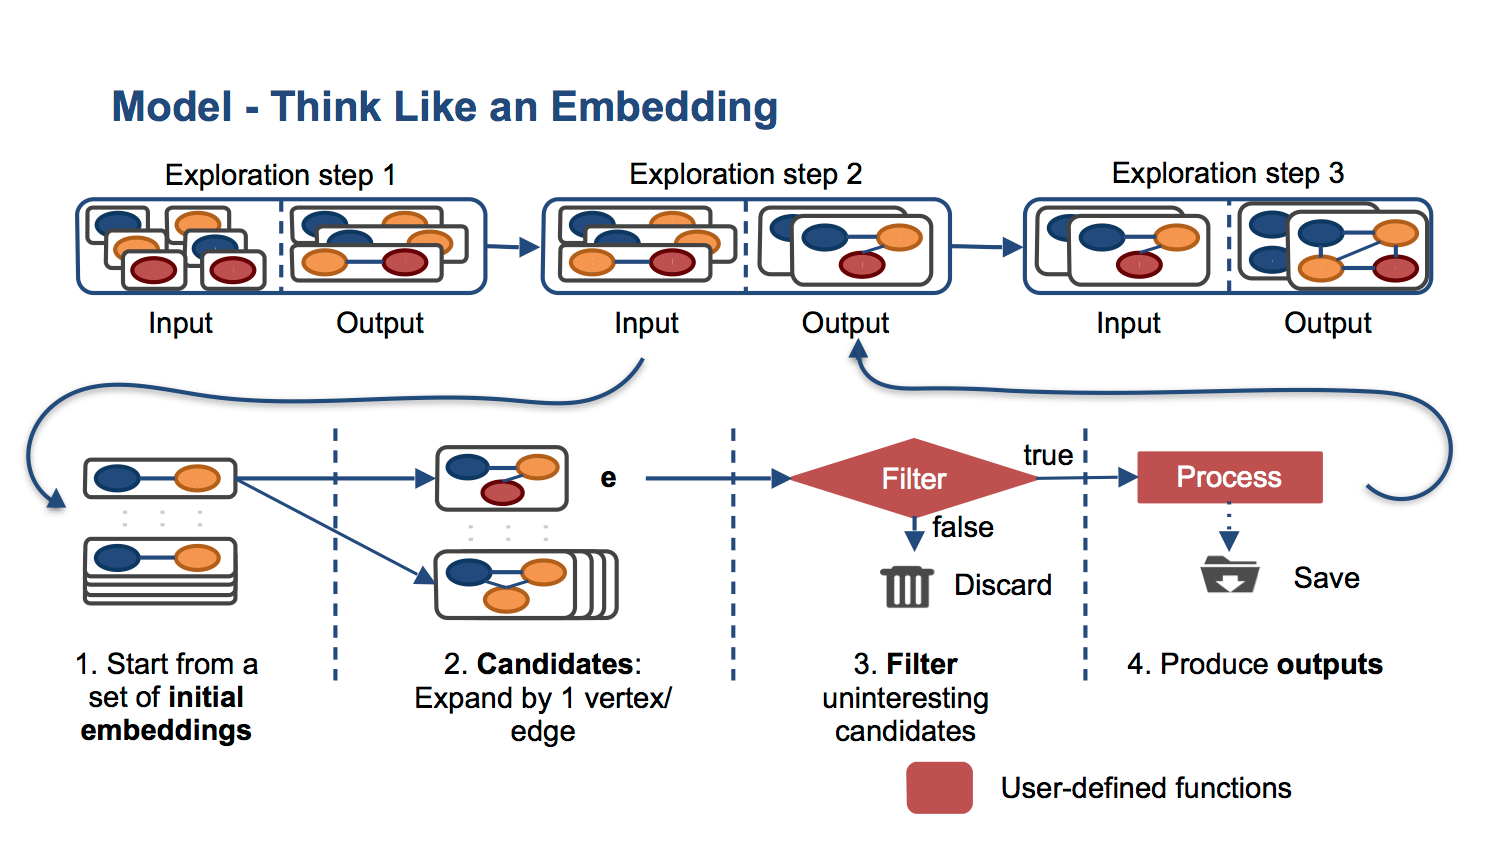 Model - Think Like an Embedding
Exploration step 1
Exploration step 2
Exploration step 3
Input
Output
Input
Output
Input
Output
e
Filter
true
false
Discard
Process
Save
1. Start from a
set of initial
embeddings
2. Candidates:
Expand by 1 vertex/
edge
3. Filter
uninteresting
candidates
4. Produce outputs
User-defined functions